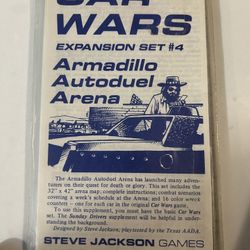 CAR
WARS
EXPANSION SET #4
Armadillo
Autoduel
Arena
The Armadillo Autoduel Arena has launched many adven-
turers on their quest for death or glory. This set includes the
32" x 42" arena map; complete instructions; combat scenarios
covering a week's schedule at the Arena; and 16 color wreck
counters – one for each car in the original Car Wars game.
To use this supplement, you must have the basic Car Wars
set. The Sunday Drivers supplement will be helpful in under-
standing the background.
Designed by Steve Jackson; playtested by the Texas AADA.
STEVE JACKSON GAMES